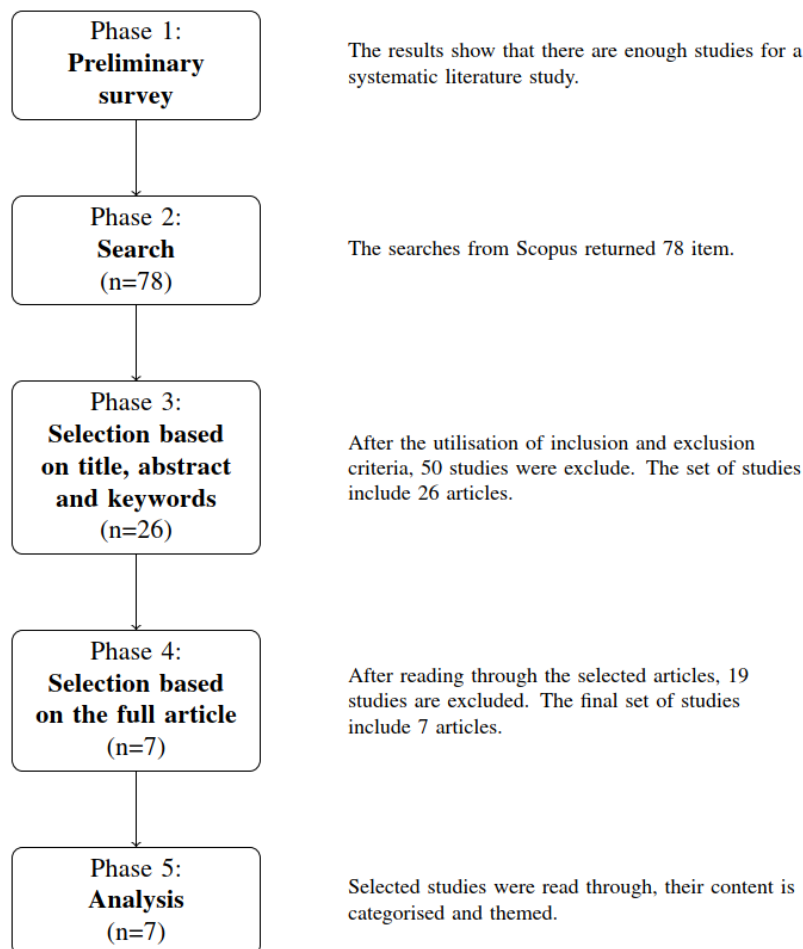 Phase 1:
Preliminary
survey
The results show that there are enough studies for a
systematic literature study.
Phase 2:
Search
(n=78)
The searches from Scopus returned 78 item.
Phase 3:
Selection based
on title, abstract
and keywords
(n=26)
After the utilisation of inclusion and exclusion
criteria, 50 studies were exclude. The set of studies
include 26 articles.
Phase 4:
Selection based
on the full article
(n=7)
After reading through the selected articles, 19
studies are excluded. The final set of studies
include 7 articles.
Phase 5:
Analysis
(n=7)
Selected studies were read through, their content is
categorised and themed.